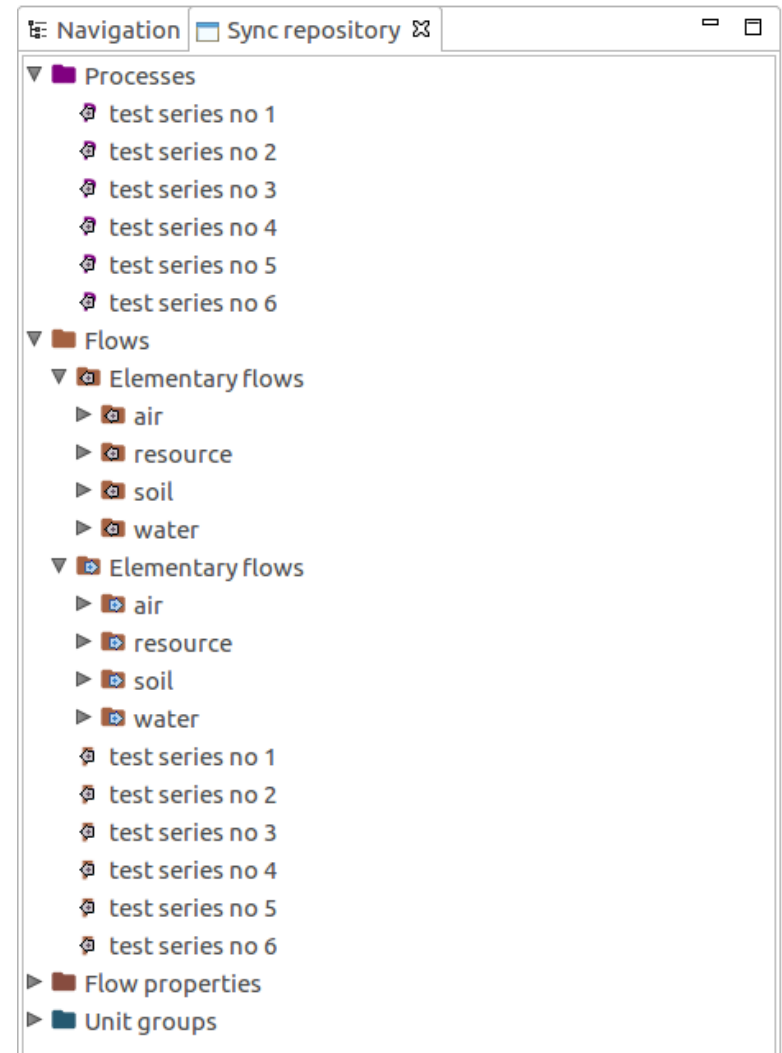 Navigation Sync repository
Processes
test series no 1
test series no 2
test series no 3
test series no 4
test series no 5
test series no 6
Flows
Elementary flows
air
resource
soil
water
Elementary flows
air
resource
soil
water
test series no 1
test series no 2
test series no 3
test series no 4
test series no 5
test series no 6
Flow properties
Unit groups